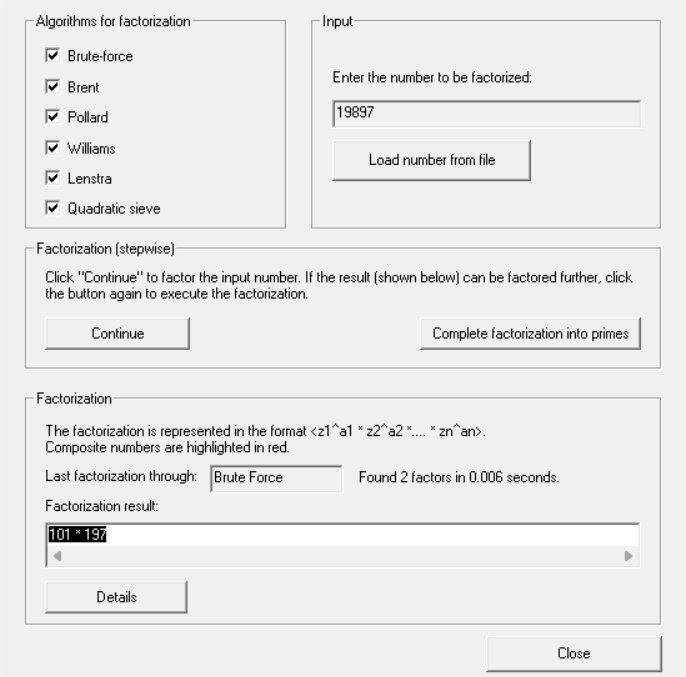 Algorithms for factorization
Brute-force
Brent
Pollard
Williams
Lenstra
Quadratic sieve
Input
Enter the number to be factorized:
19897
Load number from file
Factorization (stepwise)
Click "Continue" to factor the input number. If the result (shown below) can be factored further, click
the button again to execute the factorization.
Continue
Complete factorization into primes
Factorization
The factorization is represented in the format <z1^a1 * z2^a2 *.... * zn^an>.
Composite numbers are highlighted in red.
Last factorization through: Brute Force Found 2 factors in 0.006 seconds.
Factorization result:
101 * 197
Details
Close